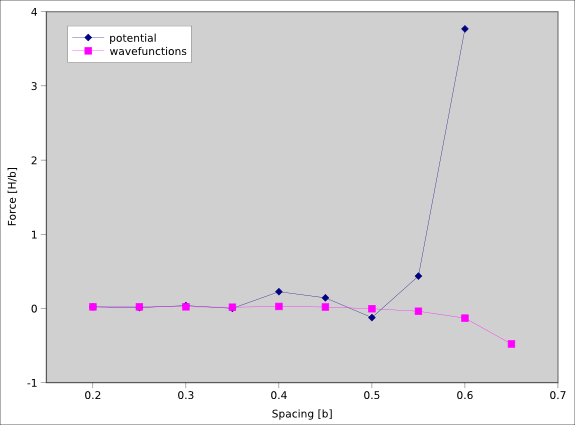 4
potential
wavefunctions
3
2
1
0
-1
Force [H/b]
0.2 0.3 0.4 0.5 0.6 0.7
Spacing [b]